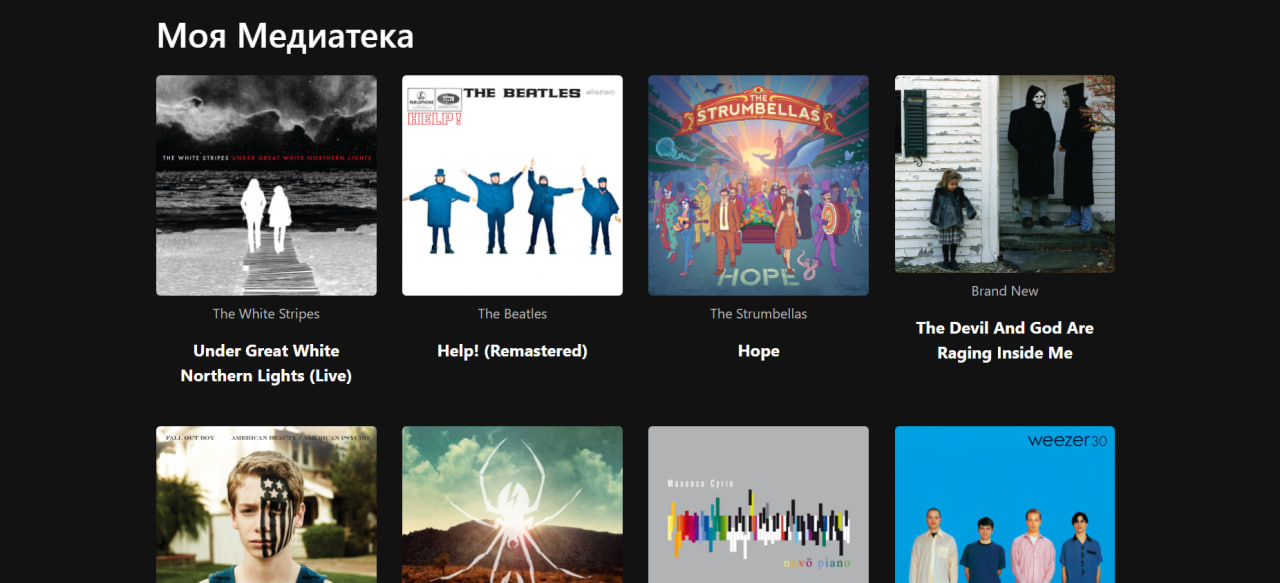 Моя Медиатека
THE WHITE STRIPES UNDER GREAT WHITE NORTHERN LIGHTS
PARLOPHONE
THE BEATLES stereo
HELP!
THE
STRUMBELLAS
HOPE
The White Stripes
Under Great White
Northern Lights (Live)
The Beatles
Help! (Remastered)
The Strumbellas
Hope
Brand New
The Devil And God Are
Raging Inside Me
FALL OUT BOY AMERICAN BEAUTY / AMERICAN PSYCHO
Maxence Cyrin
novö piano
weezer30